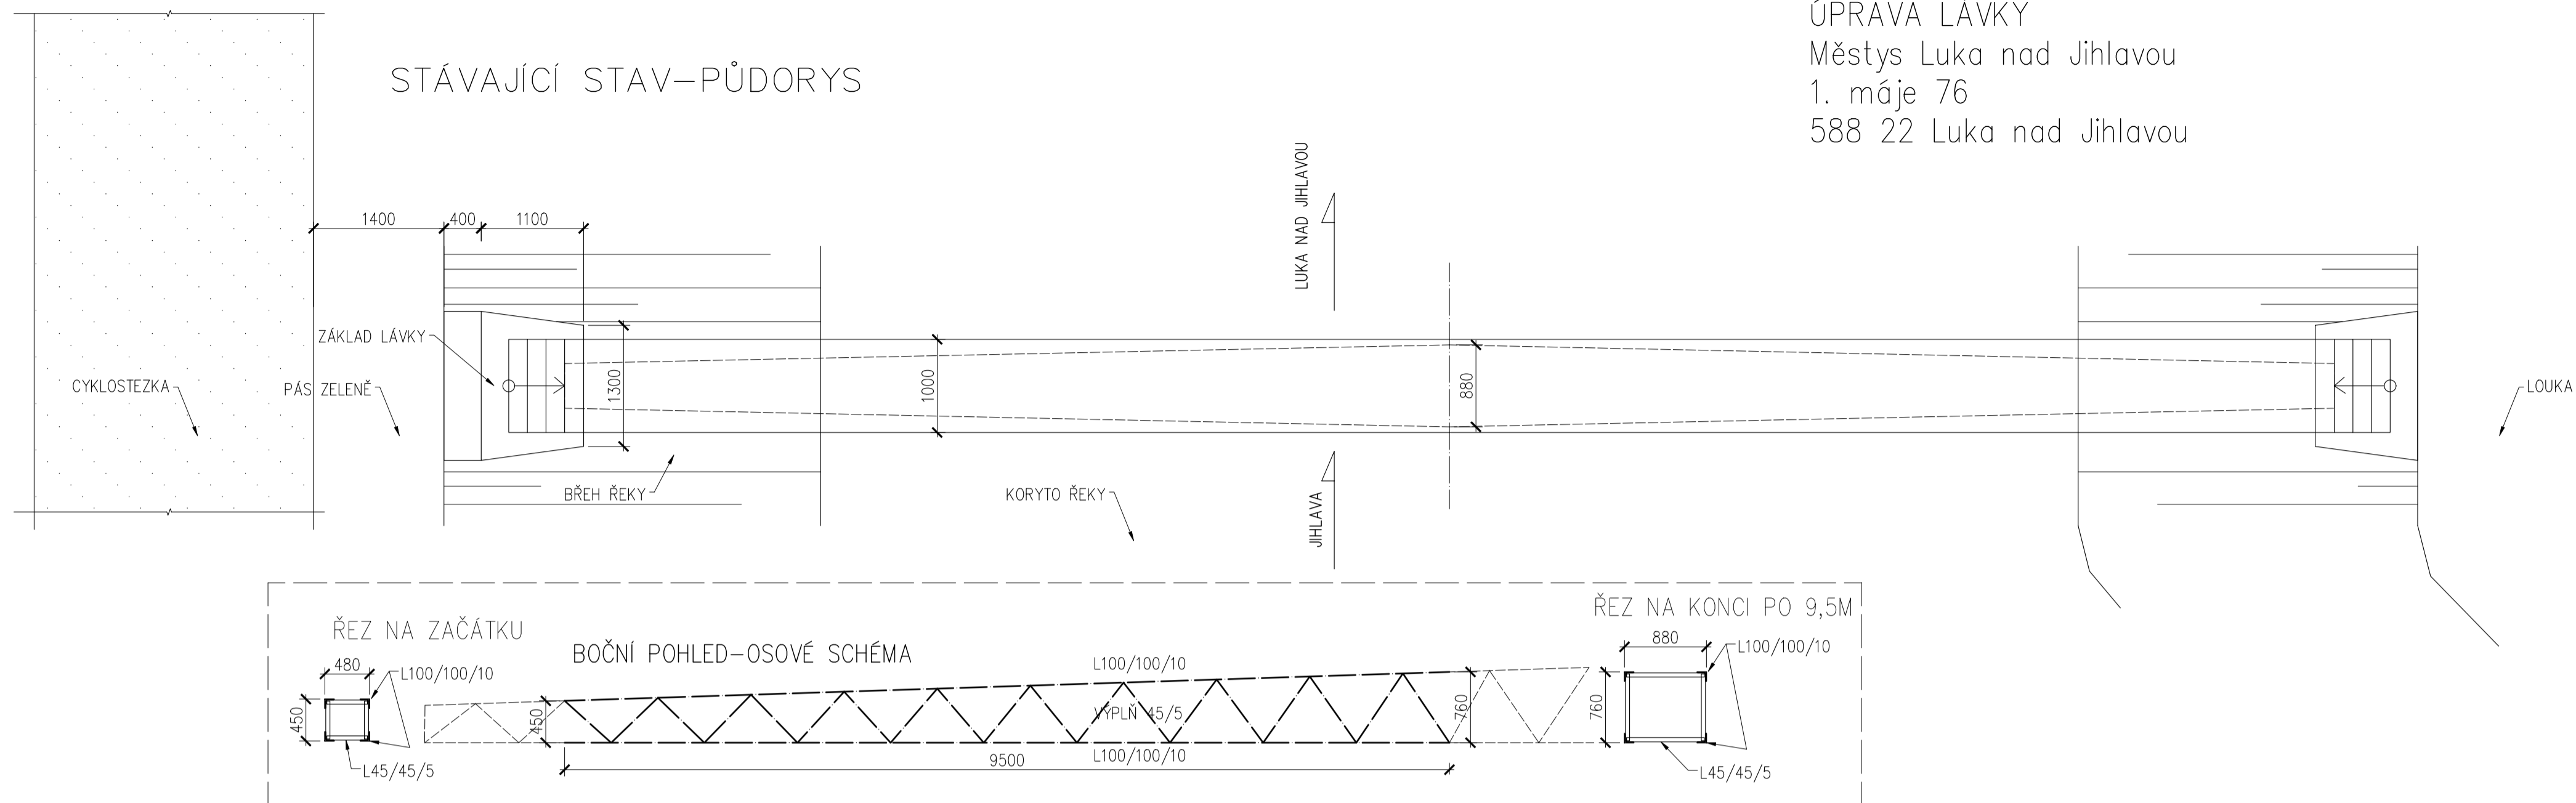 ÚPRAVA LÁVKY
Městys Luka nad Jihlavou
1. máje 76
588 22 Luka nad Jihlavou
STÁVAJÍCÍ STAV-PŮDORYS
LUKA NAD JIHLAVOU
1400
400
1100
ZÁKLAD LÁVKY
CYKLOSTEZKA
PÁS ZELENĚ
1300
1000
880
LOUKA
BŘEH ŘEKY
KORYTO ŘEKY
JIHLAVA
ŘEZ NA ZAČÁTKU
BOČNÍ POHLED-OSOVÉ SCHÉMA
ŘEZ NA KONCI PO 9,5M
480
L100/100/10
450
L45/45/5
450
L100/100/10
VÝPLŇ 45/5
L100/100/10
9500
760
760
880
L100/100/10
L45/45/5